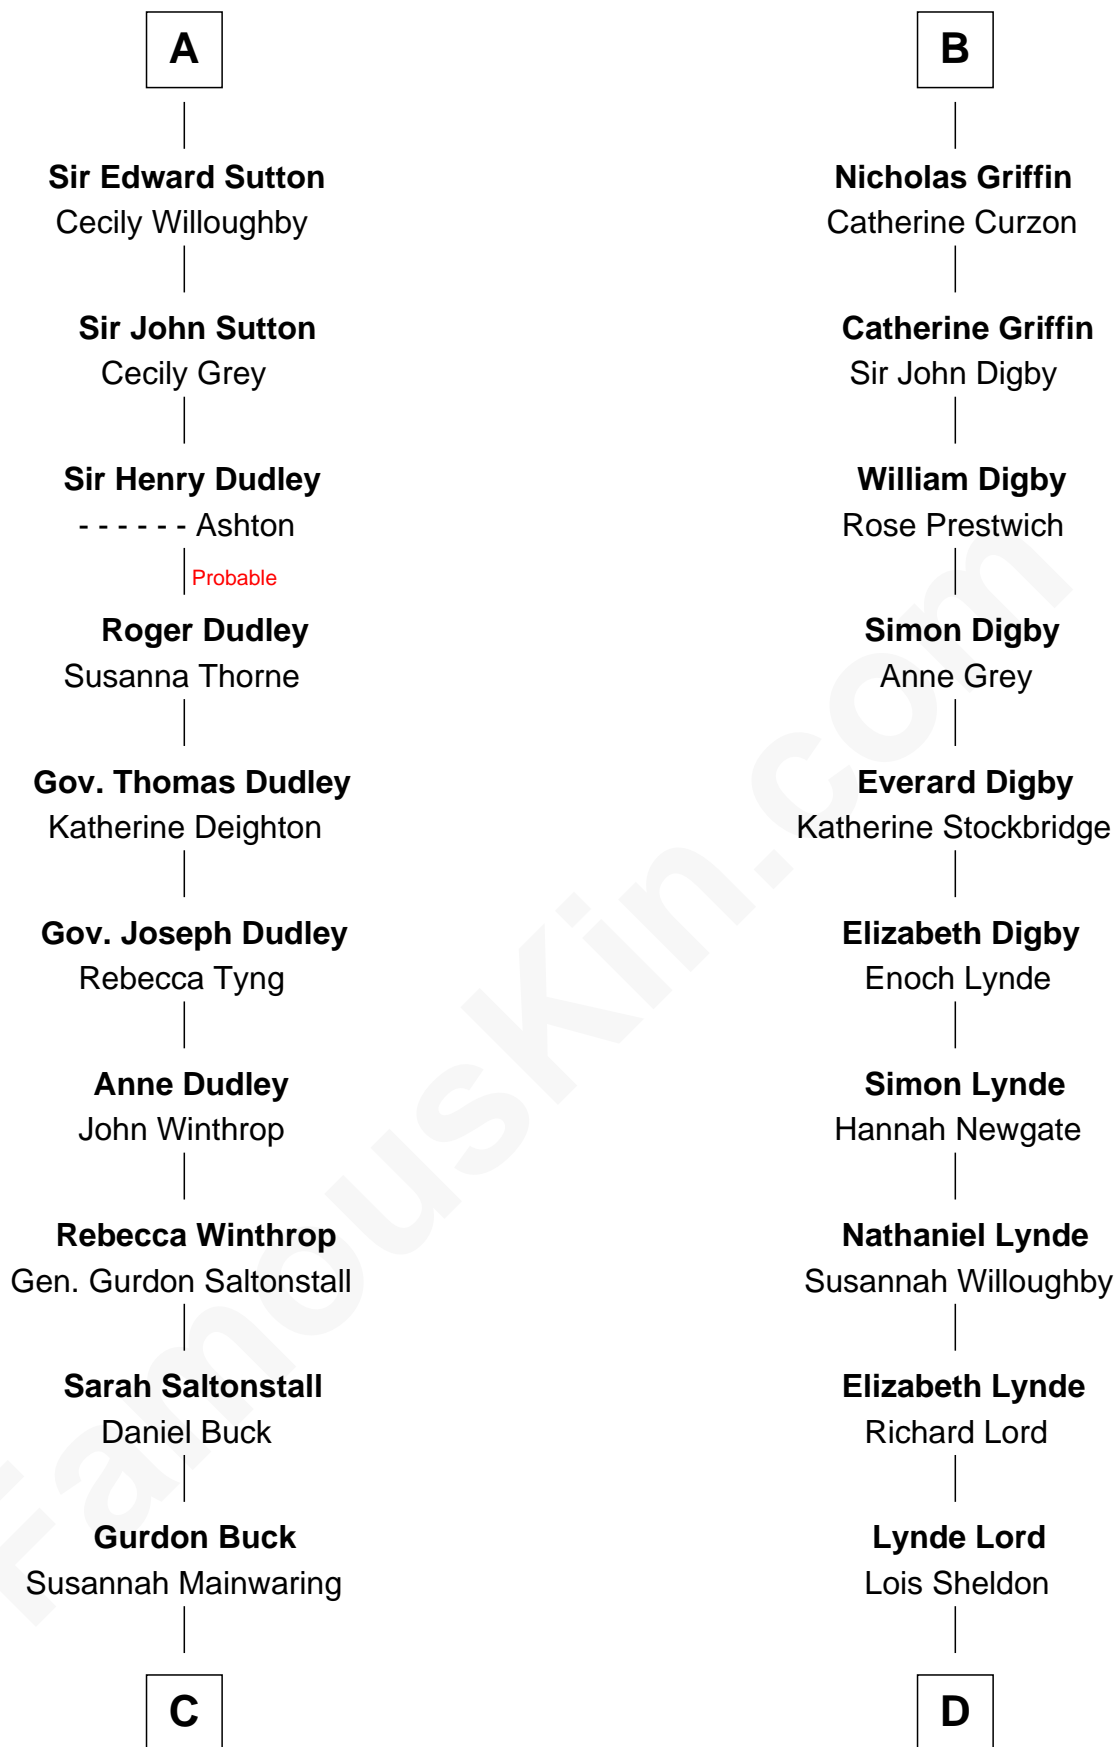 A
Sir Edward Sutton
Cecily Willoughby
Sir John Sutton
Cecily Grey
Sir Henry Dudley
- - - - - - Ashton
Probable
Roger Dudley
Susanna Thorne
Gov. Thomas Dudley
Katherine Deighton
Gov. Joseph Dudley
Rebecca Tyng
Anne Dudley
John Winthrop
Rebecca Winthrop
Gen. Gurdon Saltonstall
Sarah Saltonstall
Daniel Buck
Gurdon Buck
Susannah Mainwaring
C
B
Nicholas Griffin
Catherine Curzon
Catherine Griffin
Sir John Digby
William Digby
Rose Prestwich
Simon Digby
Anne Grey
Everard Digby
Katherine Stockbridge
Elizabeth Digby
Enoch Lynde
Simon Lynde
Hannah Newgate
Nathaniel Lynde
Susannah Willoughby
Elizabeth Lynde
Richard Lord
Lynde Lord
Lois Sheldon
D
FamousKin.com